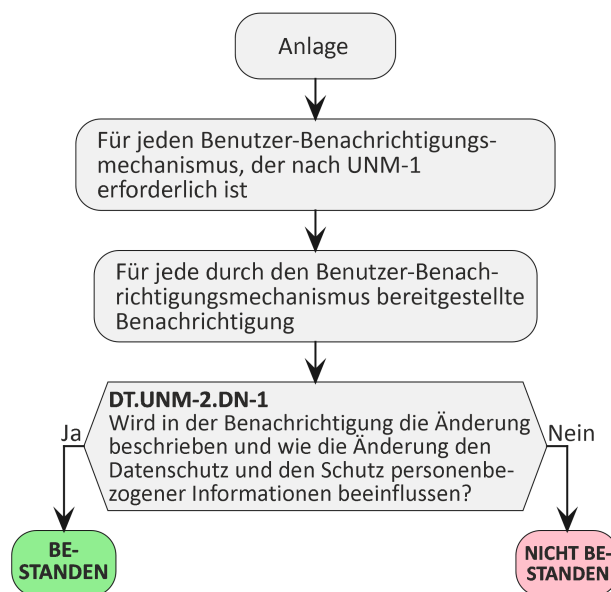 Anlage
Für jeden Benutzer-Benachrichtigungs-
mechanismus, der nach UNM-1
erforderlich ist
Für jede durch den Benutzer-Benach-
richtigungsmechanismus bereitgestellte
Benachrichtigung
DT.UNM-2.DN-1
Wird in der Benachrichtigung die Änderung
beschrieben und wie die Änderung den
Datenschutz und den Schutz personenbe-
zogener Informationen beeinflussen?
Ja
Nein
BE-
STANDEN
NICHT BE-
STANDEN